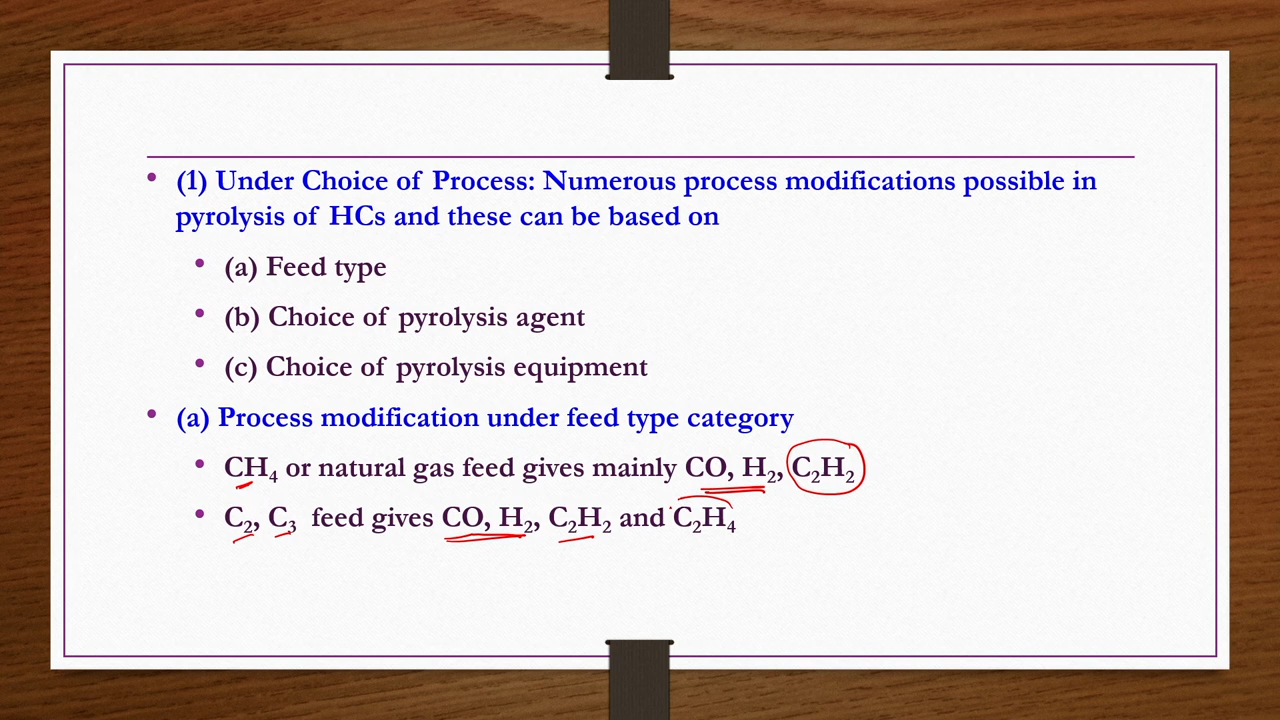 • (1) Under Choice of Process: Numerous process modifications possible in
pyrolysis of HCs and these can be based on
• (a) Feed type
• (b) Choice of pyrolysis agent
• (c) Choice of pyrolysis equipment
• (a) Process modification under feed type category
• CH₄ or natural gas feed gives mainly CO, H₂, C₂H₂
• C₂, C₃ feed gives CO, H₂, C₂H₂ and C₂H₄